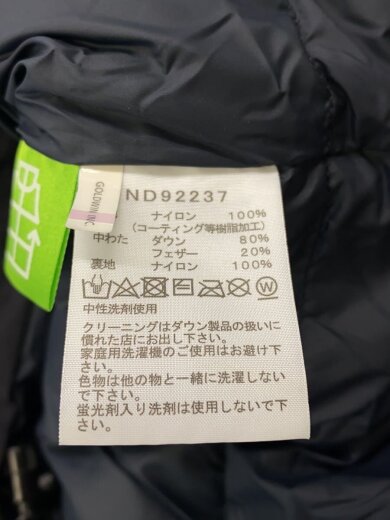 GOLDWIN INC.
ND92237
ナイロン 100%
(コーティング等樹脂加工)
中わた ダウン 80%
フェザー 20%
裏地 ナイロン 100%
中性洗剤使用
クリーニングはダウン製品の扱いに
慣れた店にお出し下さい。
家庭用洗濯機のご使用はお避け下
さい。
色物は他の物と一緒に洗濯しない
で下さい。
蛍光剤入り洗剤は使用しないで下
さい。